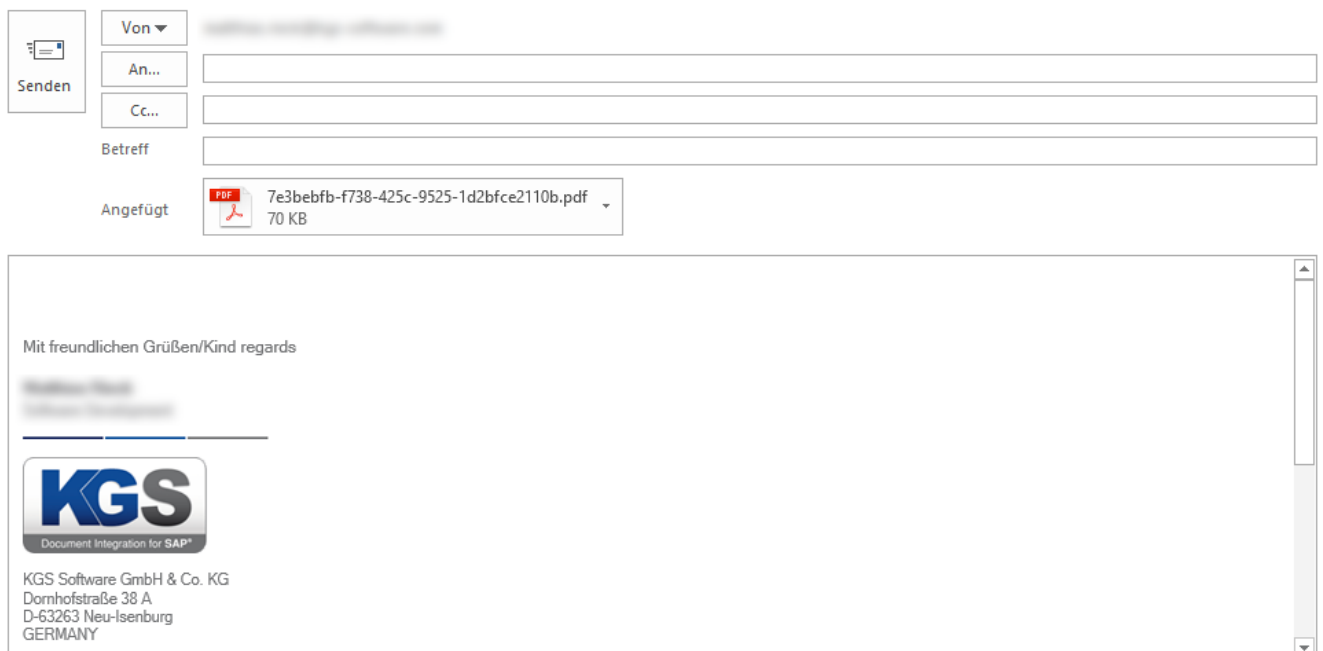 Von
Senden
An...
Cc...
Betreff
Angefügt
PDF
7e3bebfb-f738-425c-9525-1d2bfce2110b.pdf
70 KB
Mit freundlichen Grüßen/Kind regards
KGS
Document Integration for SAP®
KGS Software GmbH & Co. KG
Dornhofstraße 38 A
D-63263 Neu-Isenburg
GERMANY